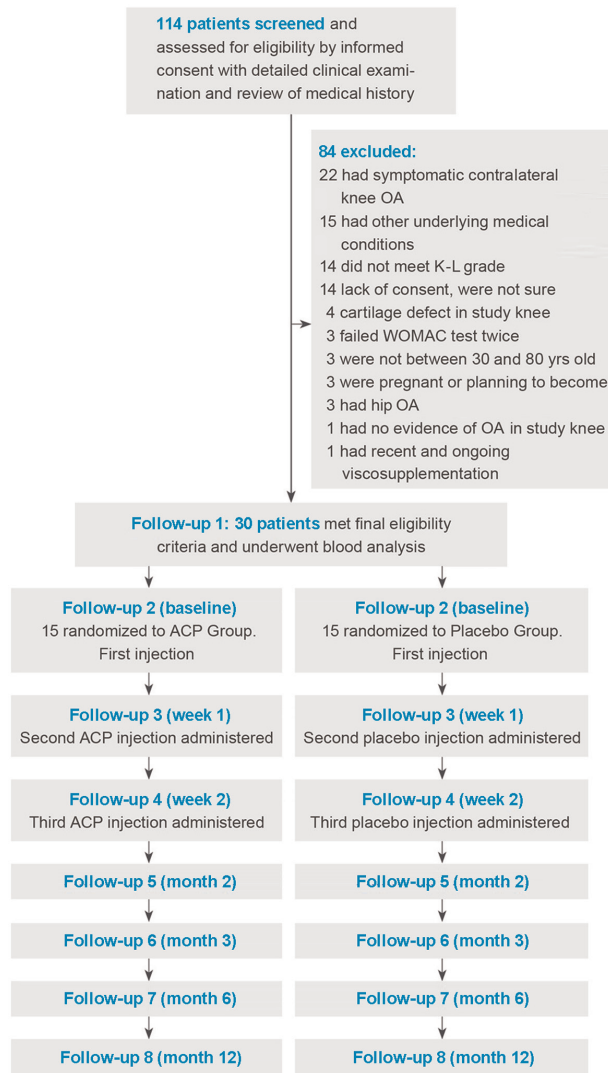 114 patients screened and
assessed for eligibility by informed
consent with detailed clinical exami-
nation and review of medical history
84 excluded:
22 had symptomatic contralateral
knee OA
15 had other underlying medical
conditions
14 did not meet K-L grade
14 lack of consent, were not sure
4 cartilage defect in study knee
3 failed WOMAC test twice
3 were not between 30 and 80 yrs old
3 were pregnant or planning to become
3 had hip OA
1 had no evidence of OA in study knee
1 had recent and ongoing
viscosupplementation
Follow-up 1: 30 patients met final eligibility
criteria and underwent blood analysis
Follow-up 2 (baseline)
15 randomized to ACP Group.
First injection
Follow-up 2 (baseline)
15 randomized to Placebo Group.
First injection
Follow-up 3 (week 1)
Second ACP injection administered
Follow-up 3 (week 1)
Second placebo injection administered
Follow-up 4 (week 2)
Third ACP injection administered
Follow-up 4 (week 2)
Third placebo injection administered
Follow-up 5 (month 2)
Follow-up 5 (month 2)
Follow-up 6 (month 3)
Follow-up 6 (month 3)
Follow-up 7 (month 6)
Follow-up 7 (month 6)
Follow-up 8 (month 12)
Follow-up 8 (month 12)